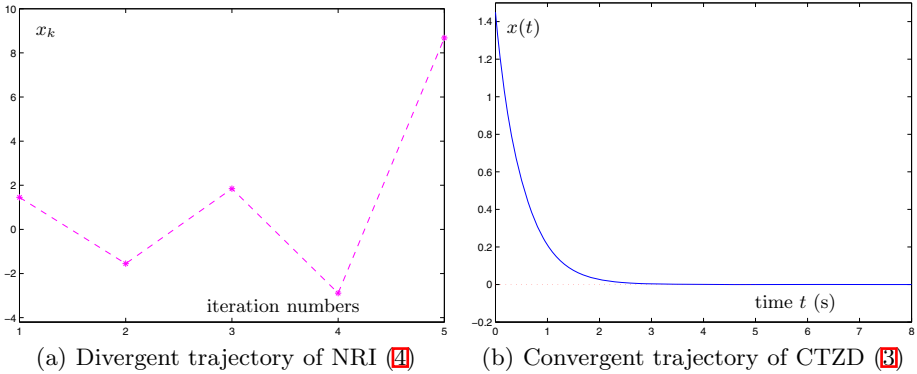 10
8
6
4
2
0
−2
−4
x_k
iteration numbers
1 2 3 4 5
(a) Divergent trajectory of NRI (4)
1.4
1.2
1
0.8
0.6
0.4
0.2
0
−0.2
x(t)
time t (s)
0 1 2 3 4 5 6 7 8
(b) Convergent trajectory of CTZD (3)